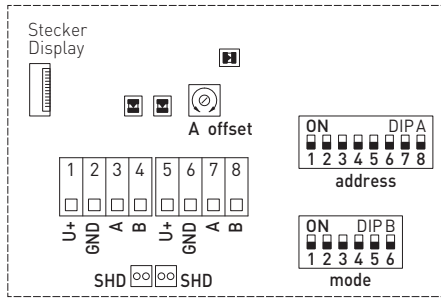 Stecker
Display
A offset
ON DIP A
1 2 3 4 5 6 7 8
address
1 2 3 4 5 6 7 8
U+ GND A B U+ GND A B
ON DIP B
1 2 3 4 5 6
mode
SHD SHD